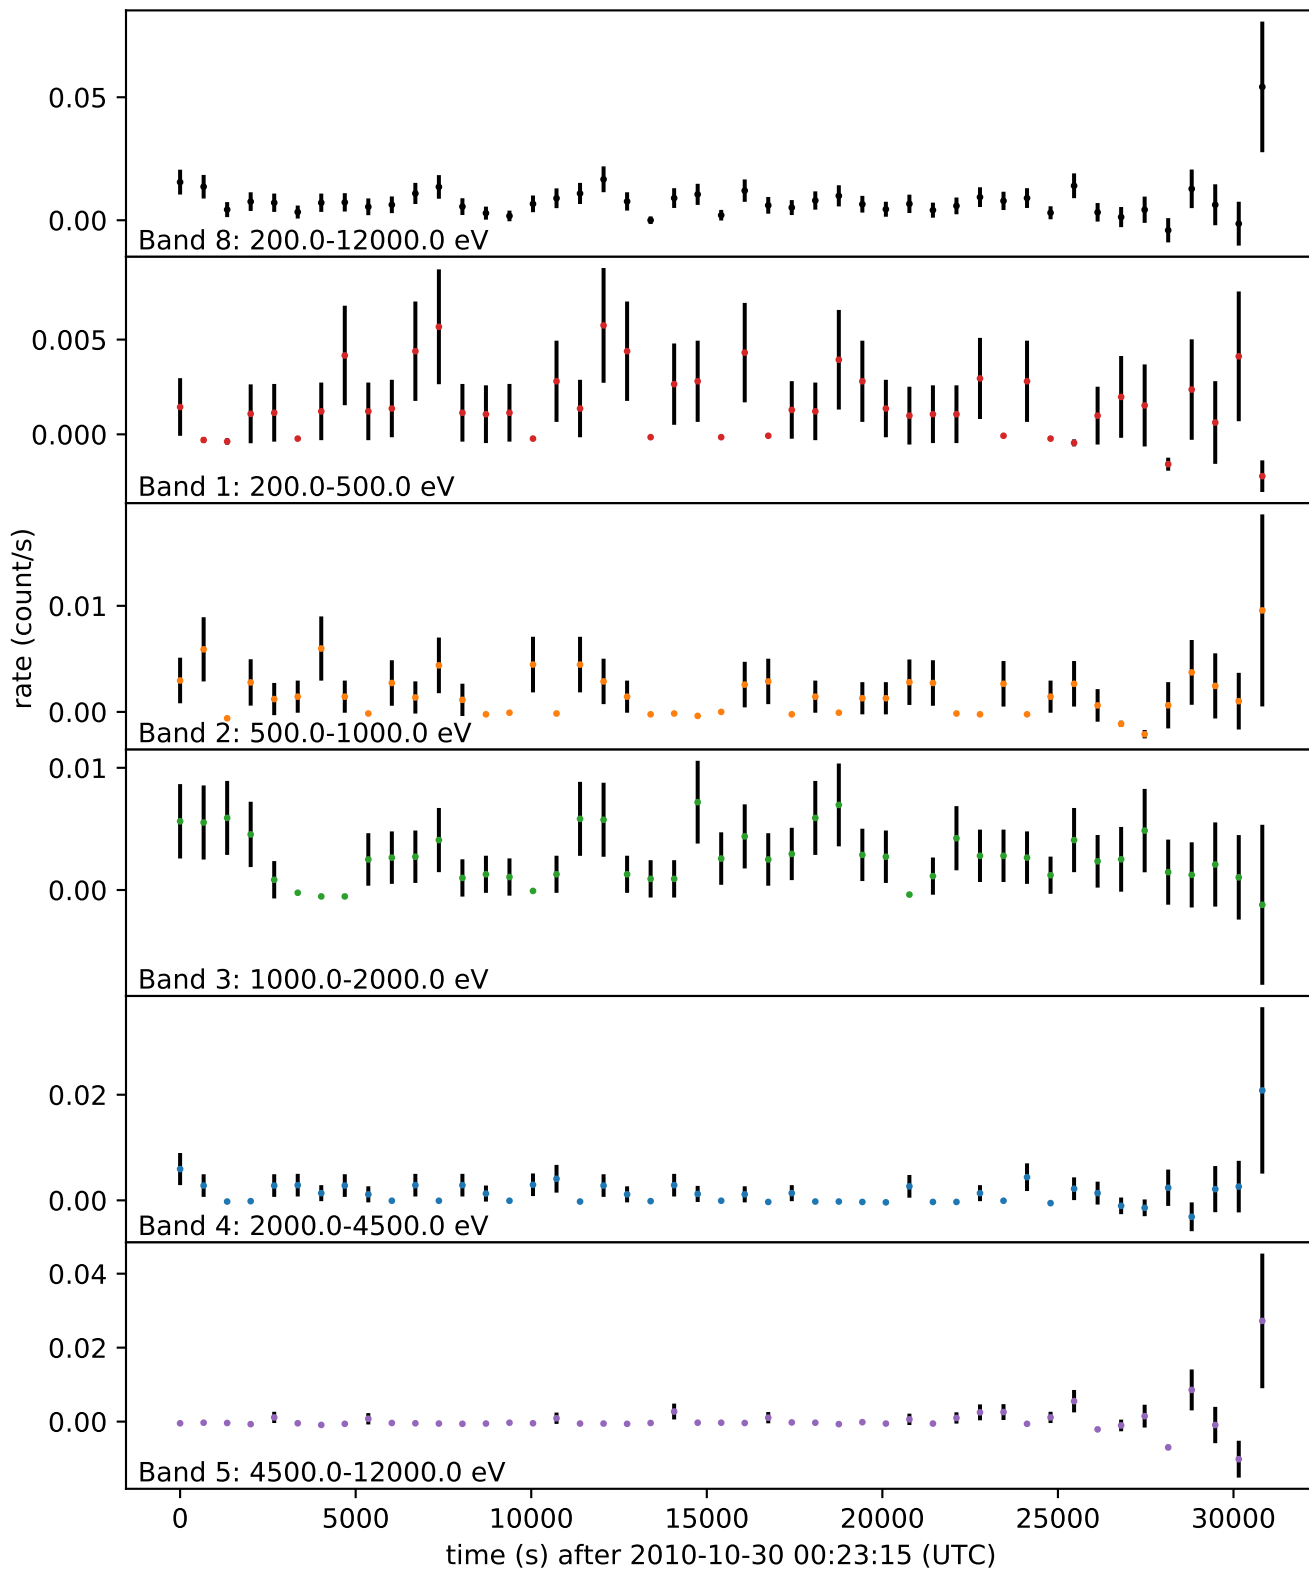 0.05
0.00
Band 8: 200.0-12000.0 eV
0.005
0.000
Band 1: 200.0-500.0 eV
rate (count/s)
0.01
0.00
Band 2: 500.0-1000.0 eV
0.01
0.00
Band 3: 1000.0-2000.0 eV
0.02
0.00
Band 4: 2000.0-4500.0 eV
0.04
0.02
0.00
Band 5: 4500.0-12000.0 eV
0 5000 10000 15000 20000 25000 30000
time (s) after 2010-10-30 00:23:15 (UTC)